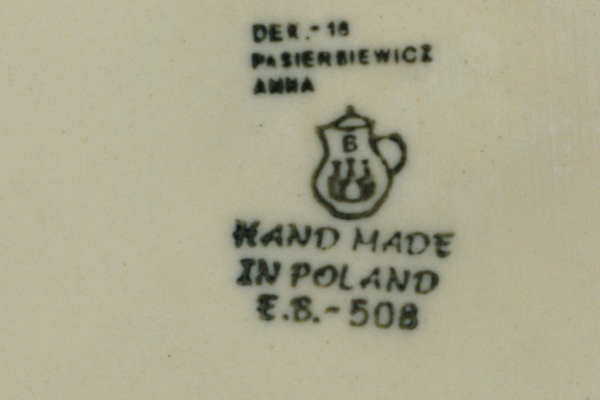 DEK.- 16
PASIERBIEWICZ
ANNA
B
HAND MADE
IN POLAND
E.B.- 508